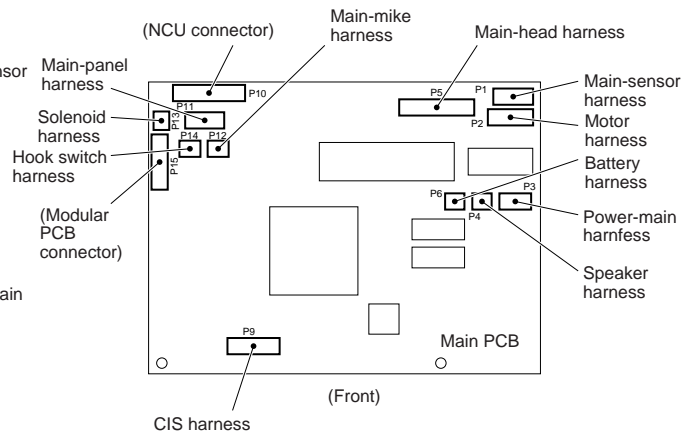 (NCU connector)
Main-mike
harness
Main-head harness
nsor
Main-panel
harness
Solenoid
harness
Hook switch
harness
(Modular
PCB
connector)
ain
P10
P11
P13
P14
P12
P15
P5
P1
P2
P6
P4
P3
P9
Main-sensor
harness
Motor
harness
Battery
harness
Power-main
harnfess
Speaker
harness
Main PCB
(Front)
CIS harness